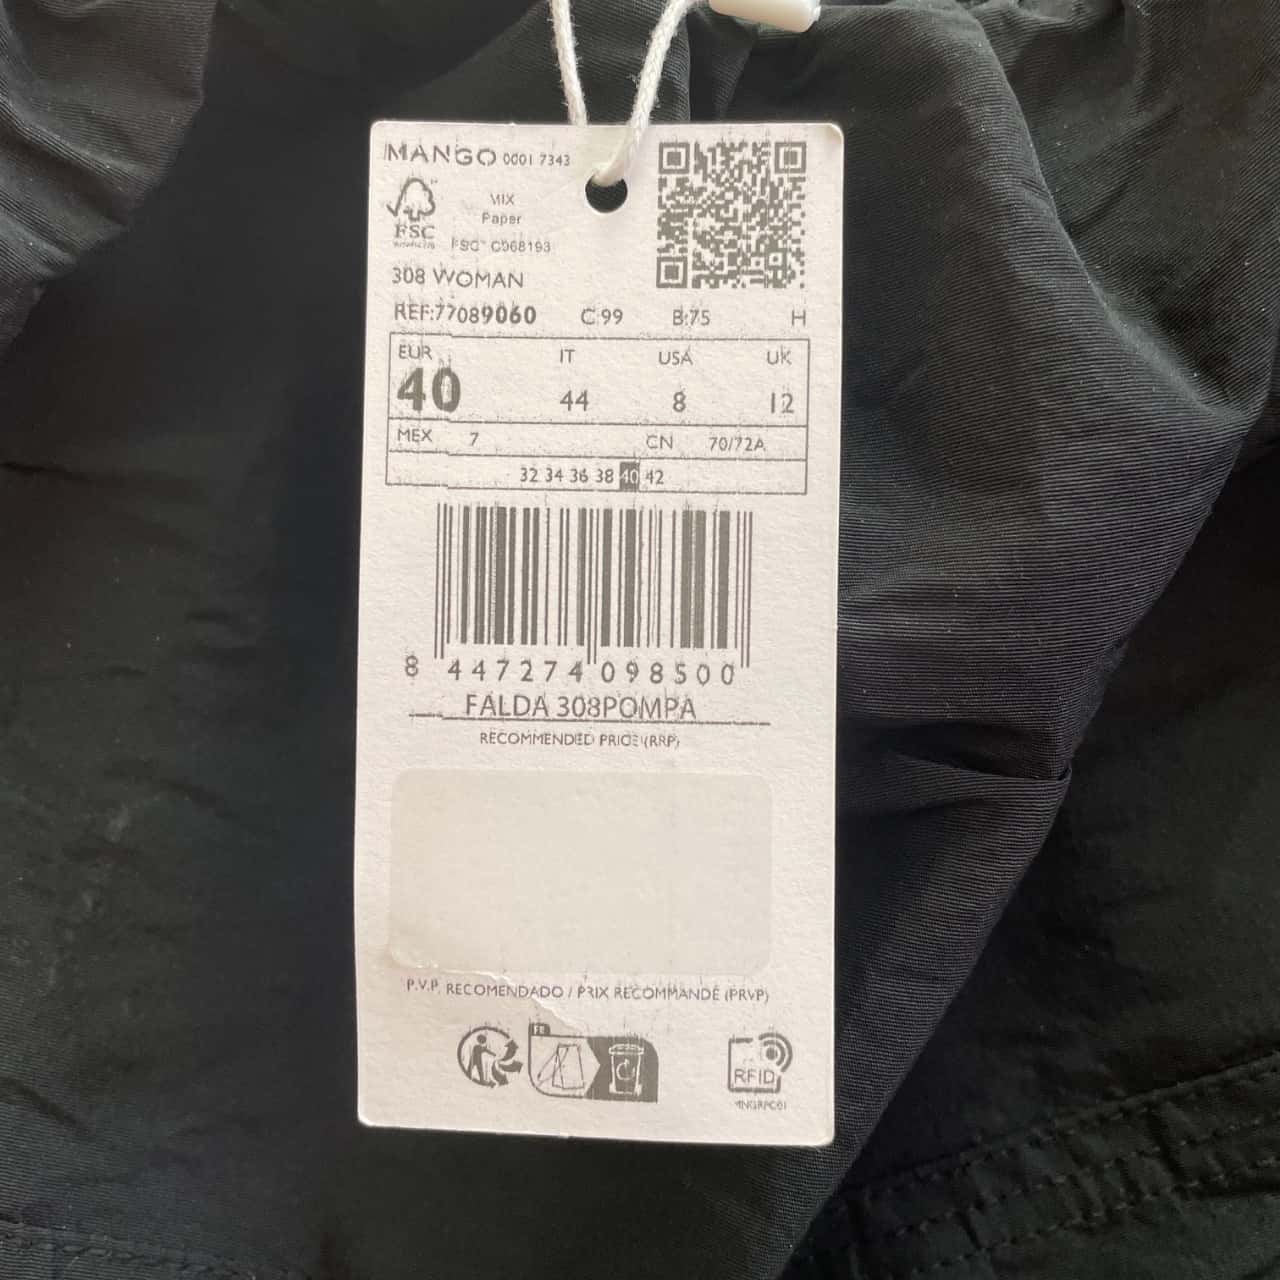 MANGO 0001 7343
MIX
Paper
FSC
FSC™ C068193
308 WOMAN
REF:77089060 C:99 B:75 H
EUR IT USA UK
40 44 8 12
MEX 7 CN 70/72A
32 34 36 38 40 42
8 447274 098500
FALDA 308POMPA
RECOMMENDED PRICE (RRP)
P.V.P. RECOMENDADO / PRIX RECOMMANDÉ (PRVP)
FR
RFID